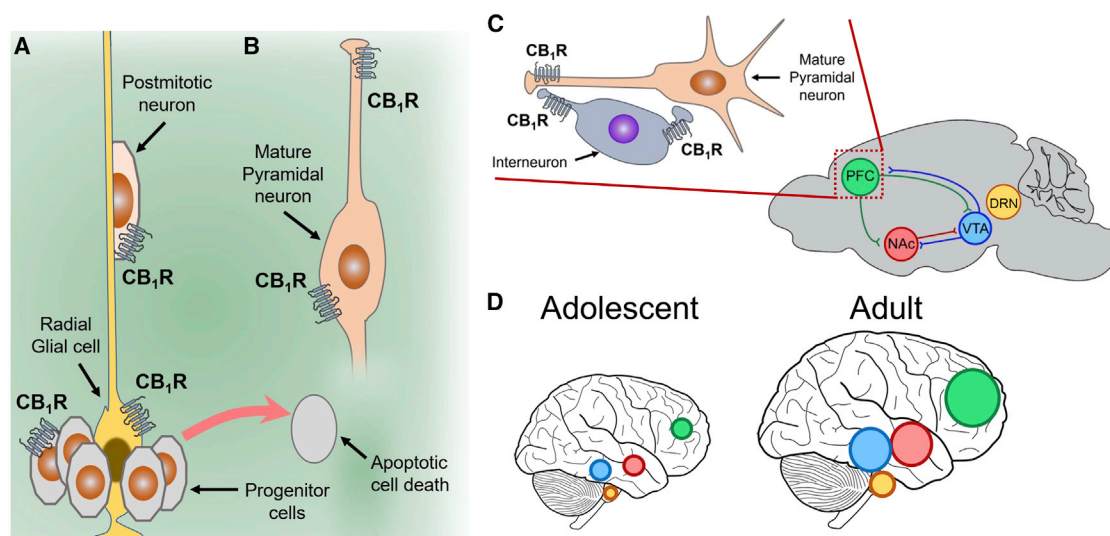 A
Postmitotic
neuron
CB₁R
Radial
Glial cell
CB₁R
CB₁R
Progenitor
cells
B
CB₁R
Mature
Pyramidal
neuron
CB₁R
Apoptotic
cell death
C
CB₁R
Mature
Pyramidal
neuron
CB₁R
CB₁R
Interneuron
PFC
DRN
VTA
NAc
D
Adolescent
Adult